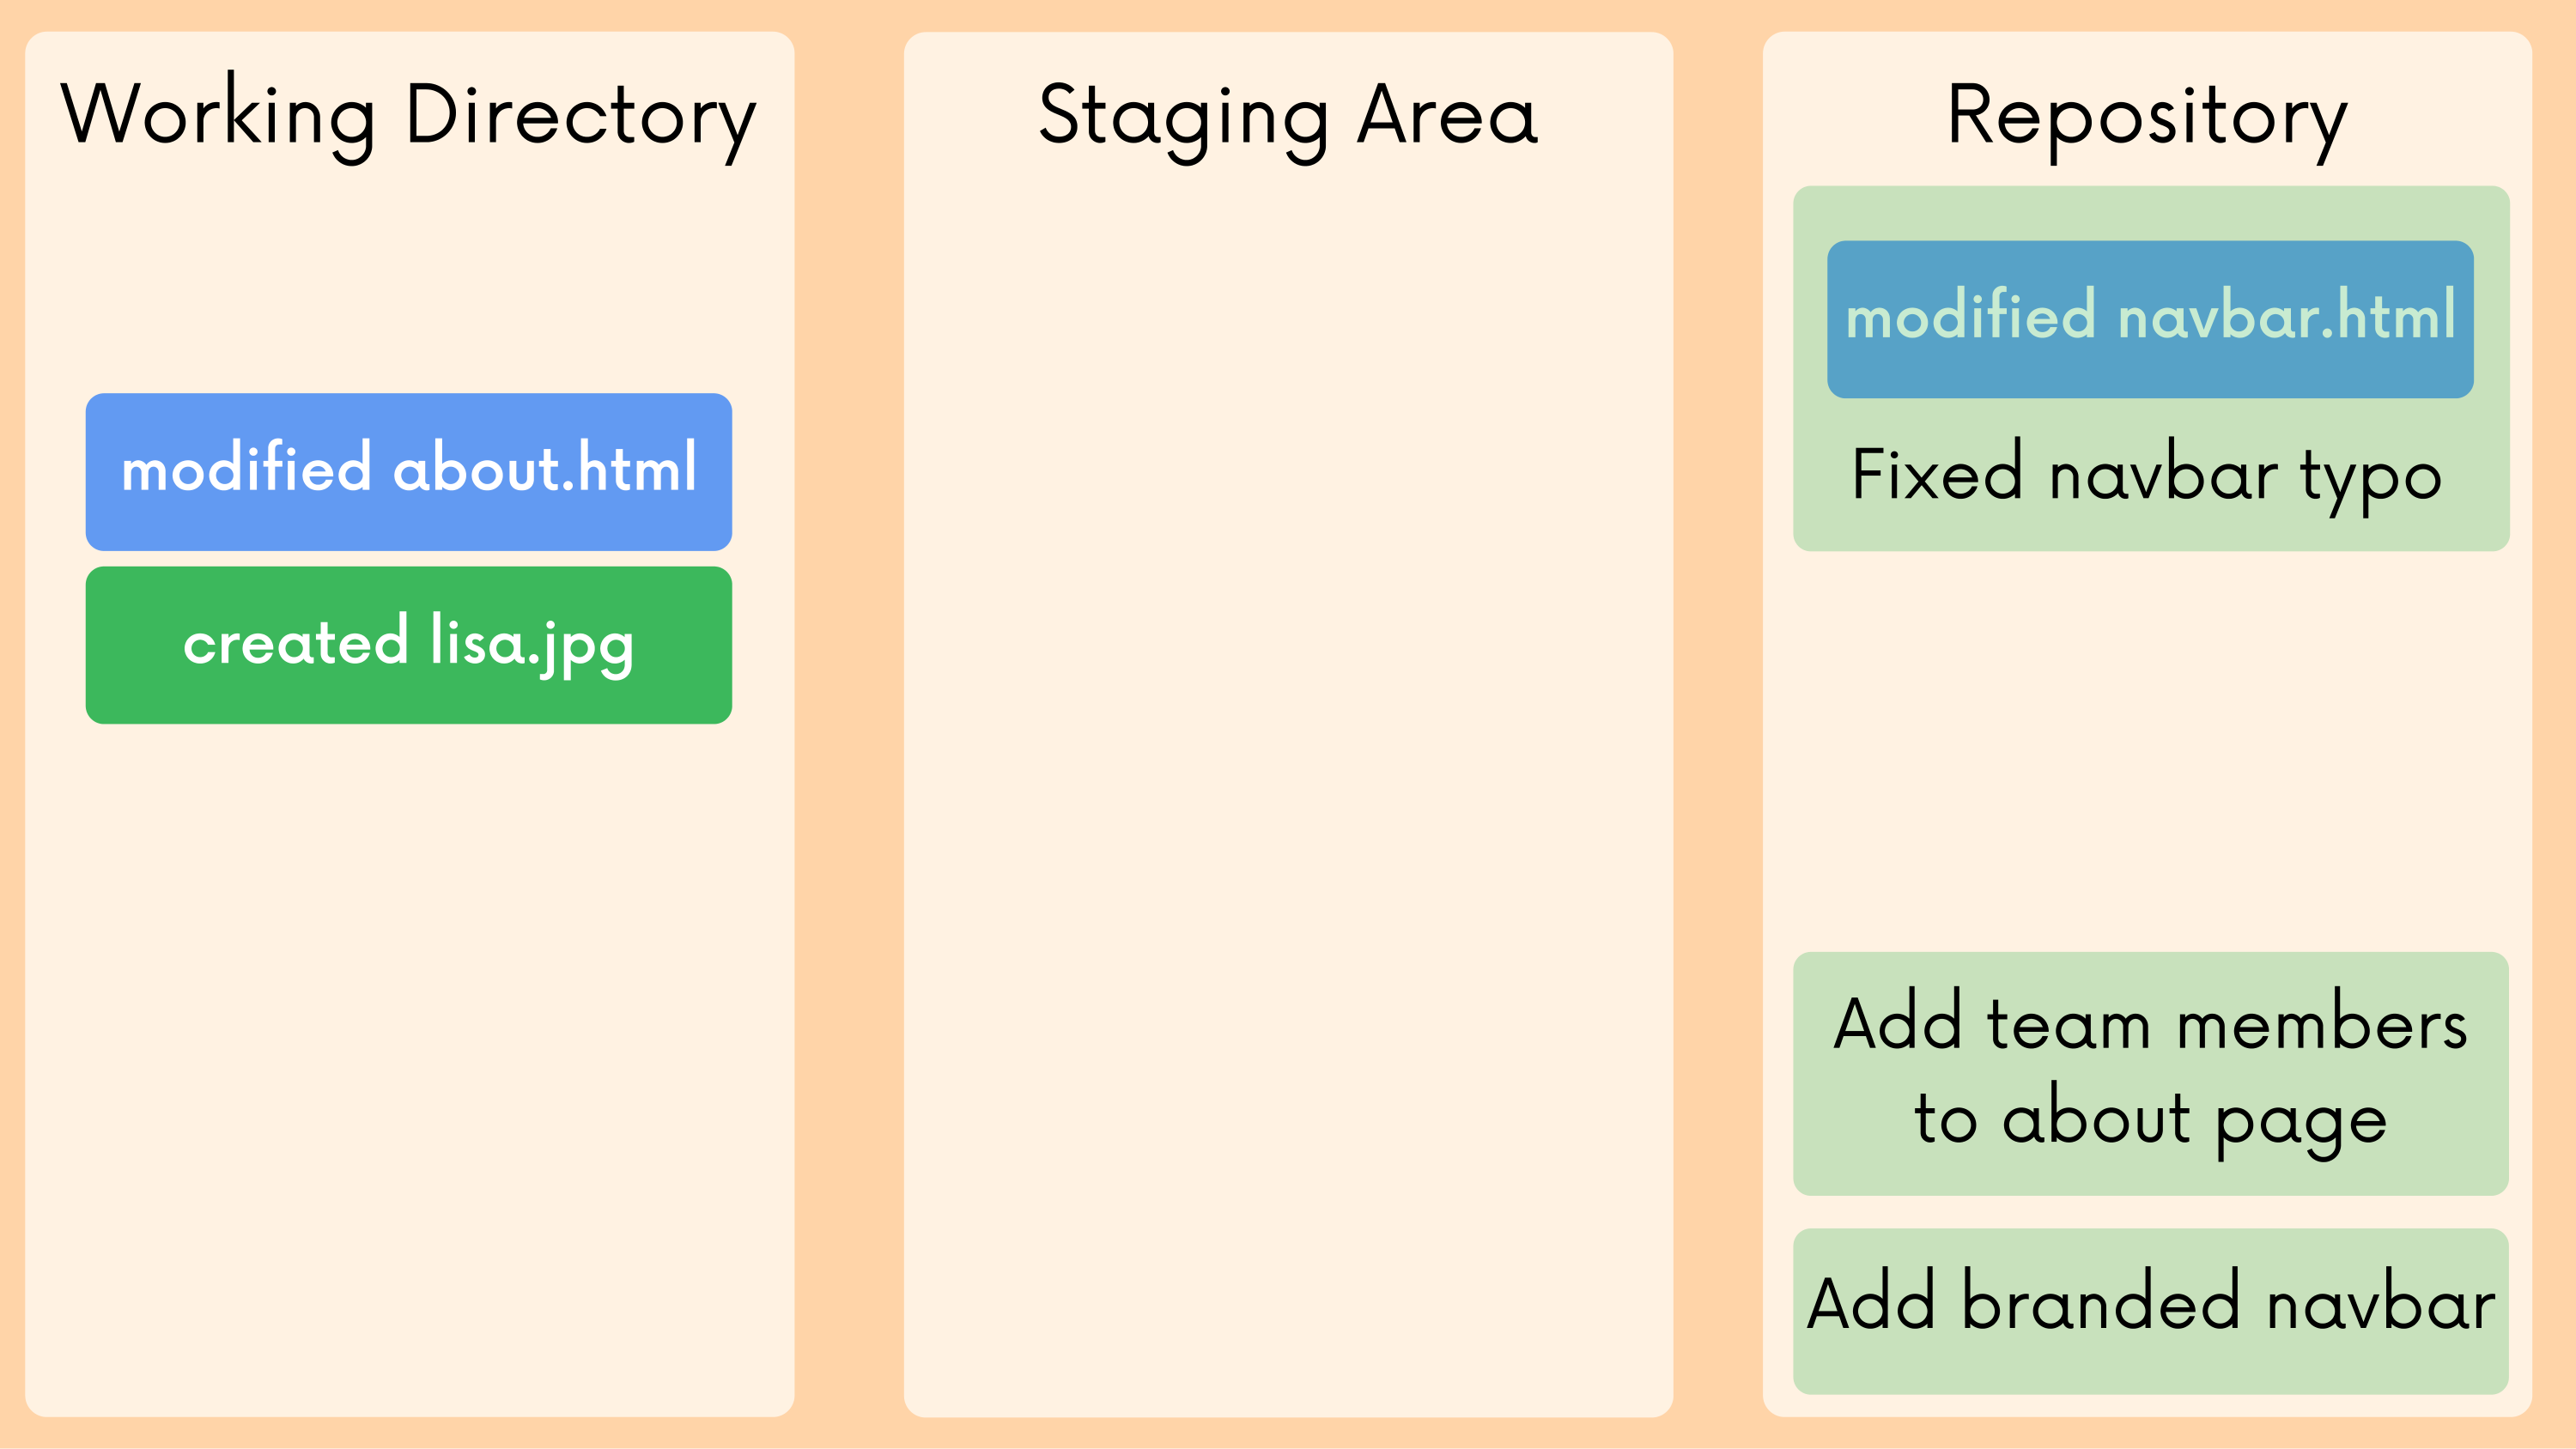 Working Directory
modified about.html
created lisa.jpg
Staging Area
Repository
modified navbar.html
Fixed navbar typo
Add team members
to about page
Add branded navbar